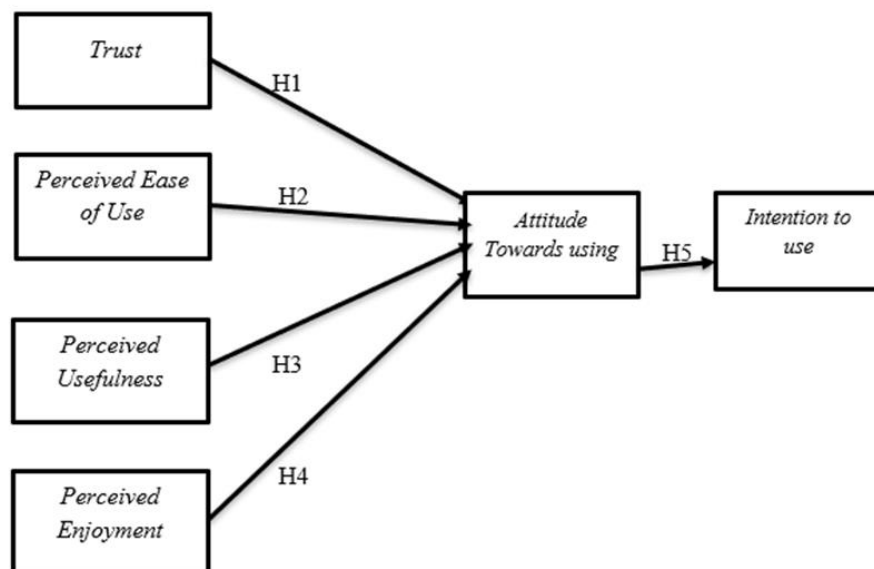 Trust
H1
Perceived Ease
of Use
H2
Attitude
Towards using
Intention to
use
H5
Perceived
Usefulness
H3
Perceived
Enjoyment
H4